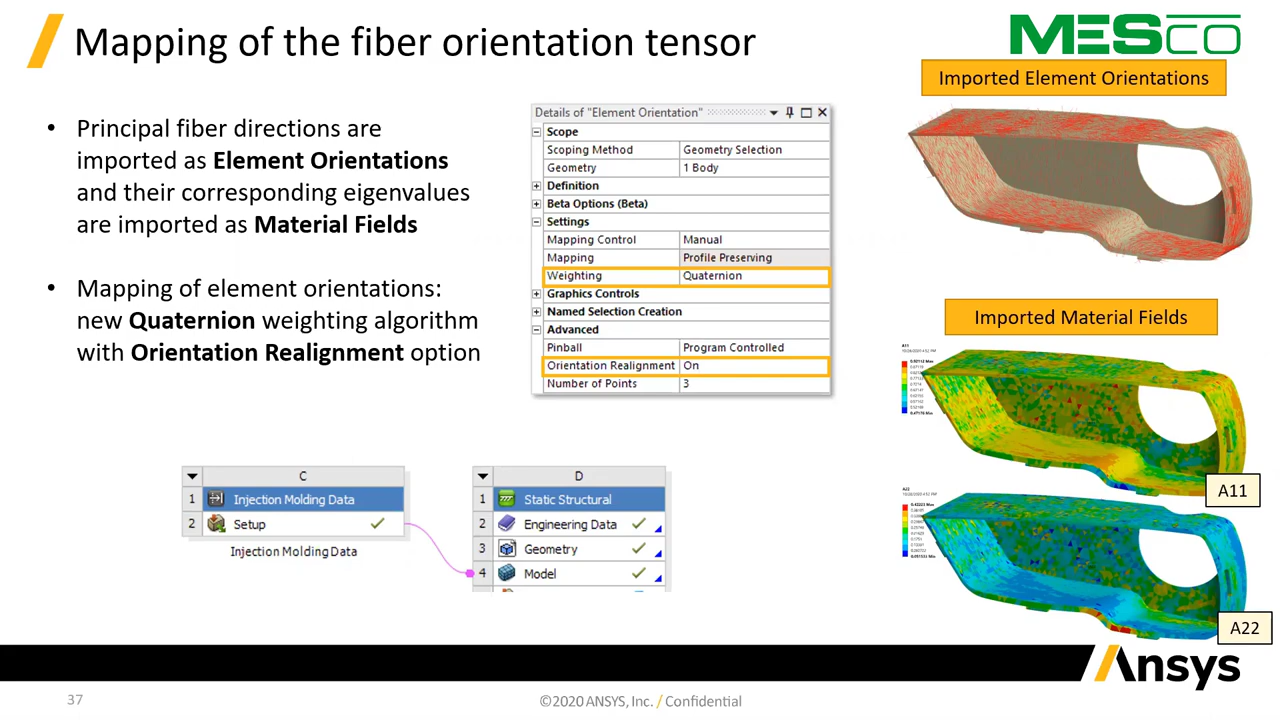 Mapping of the fiber orientation tensor
MESCO
• Principal fiber directions are
imported as Element Orientations
and their corresponding eigenvalues
are imported as Material Fields
• Mapping of element orientations:
new Quaternion weighting algorithm
with Orientation Realignment option
Details of "Element Orientation"
Scope
Scoping Method Geometry Selection
Geometry 1 Body
Definition
Beta Options (Beta)
Settings
Mapping Control Manual
Mapping Profile Preserving
Weighting Quaternion
Graphics Controls
Named Selection Creation
Advanced
Pinball Program Controlled
Orientation Realignment On
Number of Points 3
Imported Element Orientations
Imported Material Fields
A11
A11
A22
A22
C
1 Injection Molding Data
2 Setup
Injection Molding Data
D
1 Static Structural
2 Engineering Data
3 Geometry
4 Model
Ansys
37
©2020 ANSYS, Inc. / Confidential